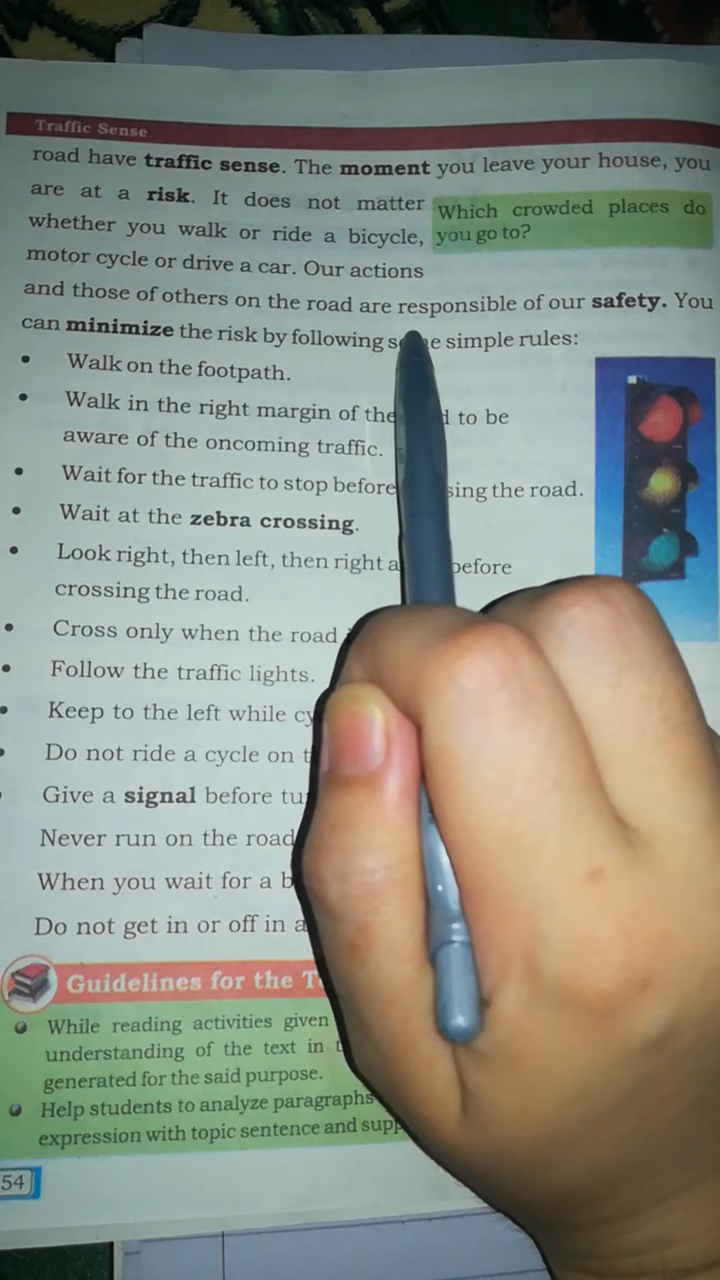 Traffic Sense
road have traffic sense. The moment you leave your house, you
are at a risk. It does not matter
whether you walk or ride a bicycle,
motor cycle or drive a car. Our actions
Which crowded places do
you go to?
and those of others on the road are responsible of our safety. You
can minimize the risk by following simple rules:
• Walk on the footpath.
• Walk in the right margin of the to be
aware of the oncoming traffic.
• Wait for the traffic to stop before the road.
• Wait at the zebra crossing.
• Look right, then left, then right before
crossing the road.
• Cross only when the road
• Follow the traffic lights.
• Keep to the left while
• Do not ride a cycle on
• Give a signal before
Never run on the road
When you wait for a
Do not get in or off in
Guidelines for the
While reading activities given
understanding of the text in
generated for the said purpose.
Help students to analyze paragraphs
expression with topic sentence and
54